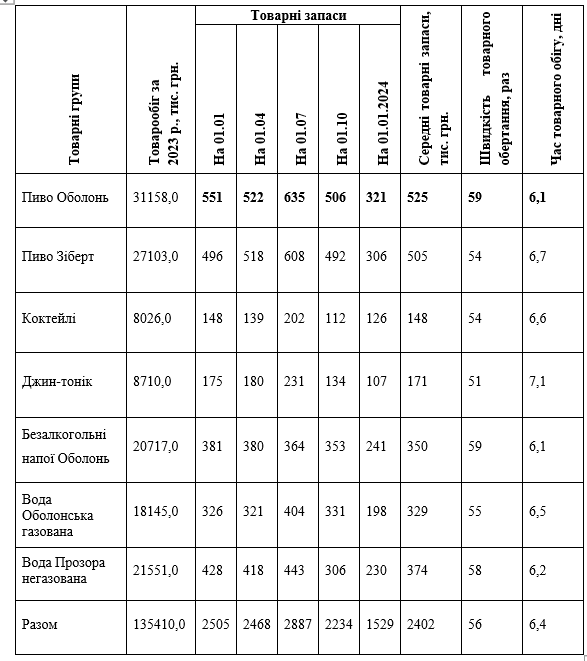 Товарні групи Товарообіг за 2023 р., тис. грн. Товарні запаси Середні товарні запаси, тис. грн. Швидкість товарного обертання, раз Час товарного обігу, дні
На 01.01 На 01.04 На 01.07 На 01.10 На 01.01.2024
Пиво Оболонь 31158,0 551 522 635 506 321 525 59 6,1
Пиво Зіберт 27103,0 496 518 608 492 306 505 54 6,7
Коктейлі 8026,0 148 139 202 112 126 148 54 6,6
Джин-тонік 8710,0 175 180 231 134 107 171 51 7,1
Безалкогольні
напої Оболонь 20717,0 381 380 364 353 241 350 59 6,1
Вода
Оболонська
газована 18145,0 326 321 404 331 198 329 55 6,5
Вода Прозора
негазована 21551,0 428 418 443 306 230 374 58 6,2
Разом 135410,0 2505 2468 2887 2234 1529 2402 56 6,4